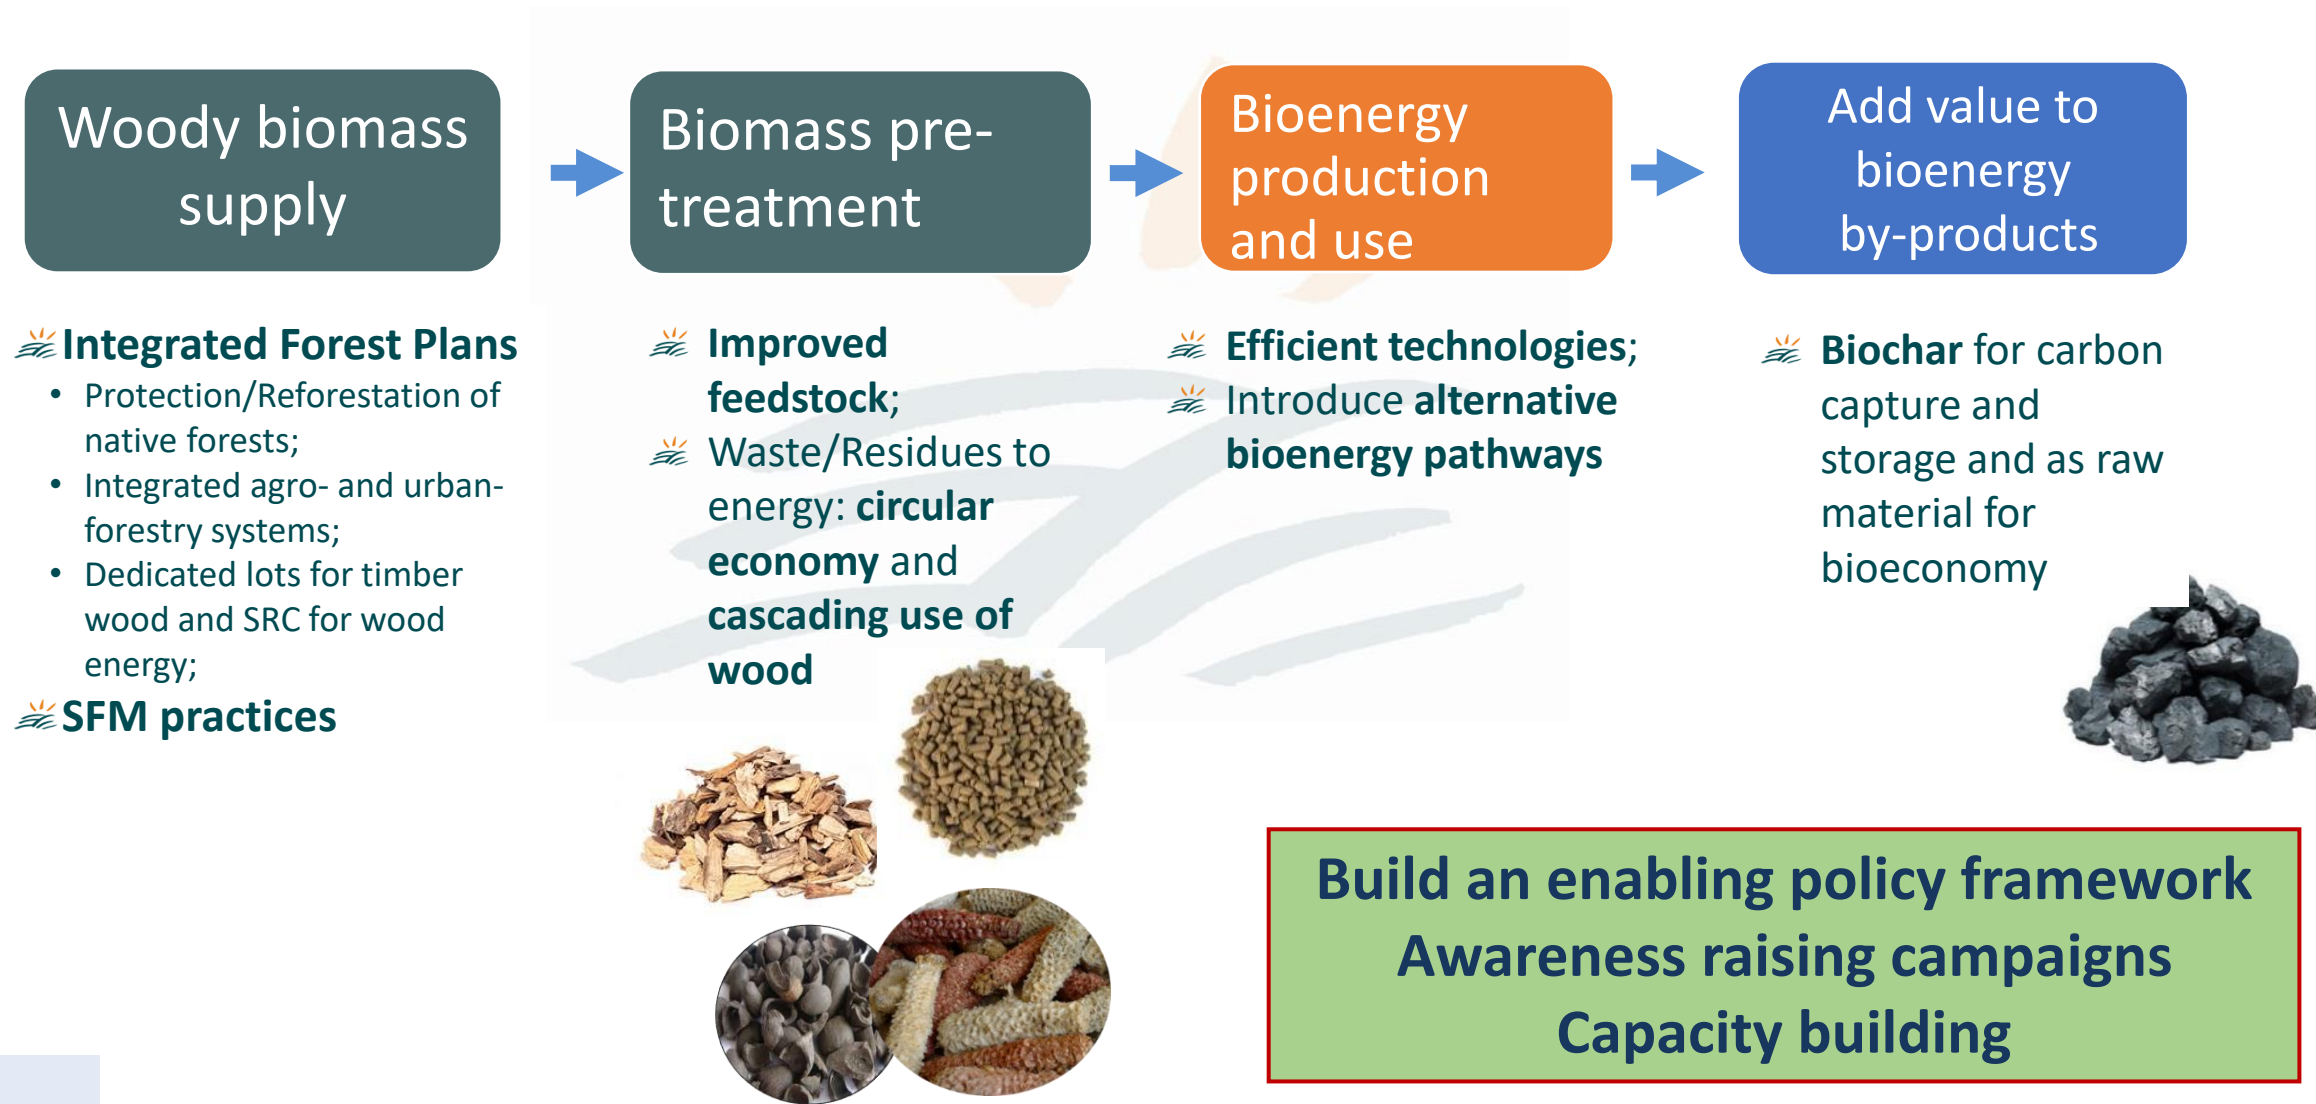 Woody biomass
supply
Biomass pre-
treatment
Bioenergy
production
and use
Add value to
bioenergy
by-products
Integrated Forest Plans
• Protection/Reforestation of
native forests;
• Integrated agro- and urban-
forestry systems;
• Dedicated lots for timber
wood and SRC for wood
energy;
SFM practices
Improved
feedstock;
Waste/Residues to
energy: circular
economy and
cascading use of
wood
Efficient technologies;
Introduce alternative
bioenergy pathways
Biochar for carbon
capture and
storage and as raw
material for
bioeconomy
Build an enabling policy framework
Awareness raising campaigns
Capacity building